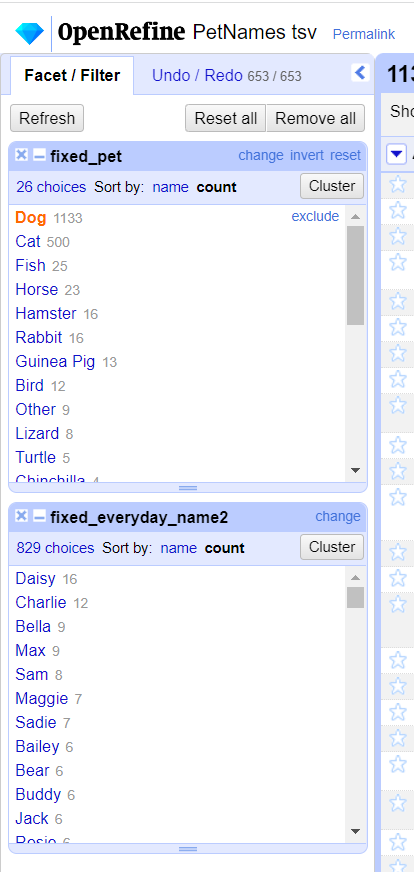 OpenRefine PetNames tsv Permalink
Facet / Filter Undo / Redo 653 / 653
113
Refresh Reset all Remove all
Sho
fixed_pet change invert reset
26 choices Sort by: name count Cluster
Dog 1133 exclude
Cat 500
Fish 25
Horse 23
Hamster 16
Rabbit 16
Guinea Pig 13
Bird 12
Other 9
Lizard 8
Turtle 5
Chinchilla 4
fixed_everyday_name2 change
829 choices Sort by: name count Cluster
Daisy 16
Charlie 12
Bella 9
Max 9
Sam 8
Maggie 7
Sadie 7
Bailey 6
Bear 6
Buddy 6
Jack 6
Rosie 6